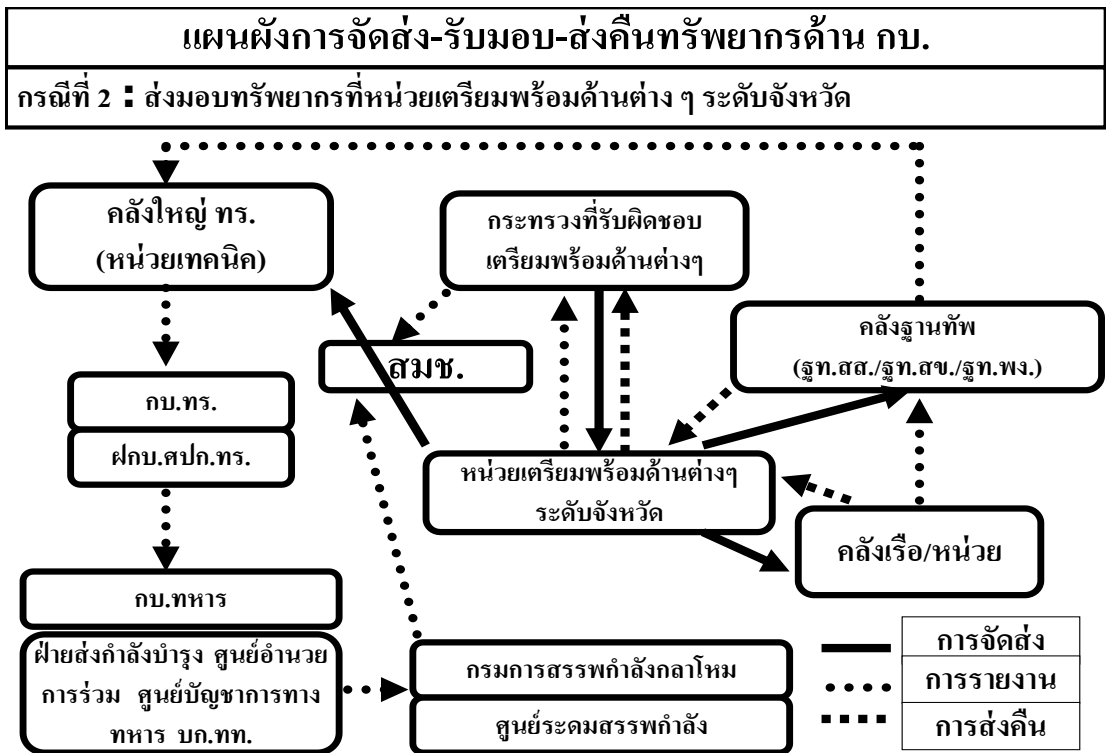 แผนผังการจัดส่ง-รับมอบ-ส่งคืนทรัพยากรด้าน กบ.
กรณีที่ 2 : ส่งมอบทรัพยากรที่หน่วยเตรียมพร้อมด้านต่าง ๆ ระดับจังหวัด
คลังใหญ่ ทร.
(หน่วยเทคนิค)
กระทรวงที่รับผิดชอบ
เตรียมพร้อมด้านต่างๆ
คลังฐานทัพ
(ฐท.สส./ฐท.สข./ฐท.พง.)
สมช.
กบ.ทร.
ฝกบ.ศปก.ทร.
หน่วยเตรียมพร้อมด้านต่างๆ
ระดับจังหวัด
คลังเรือ/หน่วย
กบ.ทหาร
ฝ่ายส่งกำลังบำรุง ศูนย์อำนวย
การร่วม ศูนย์บัญชาการทาง
ทหาร บก.ทท.
กรมการสรรพกำลังกลาโหม
ศูนย์ระดมสรรพกำลัง
การจัดส่ง
การรายงาน
การส่งคืน